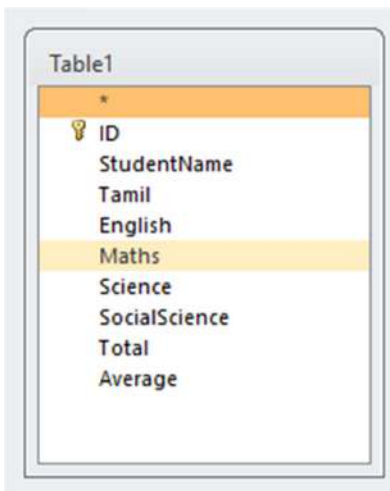 Table1
*
ID
StudentName
Tamil
English
Maths
Science
SocialScience
Total
Average